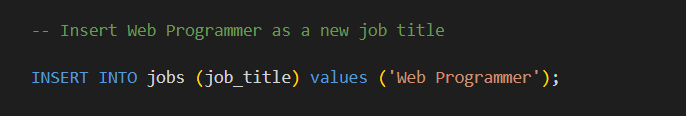 -- Insert Web Programmer as a new job title
INSERT INTO jobs (job_title) values ('Web Programmer');